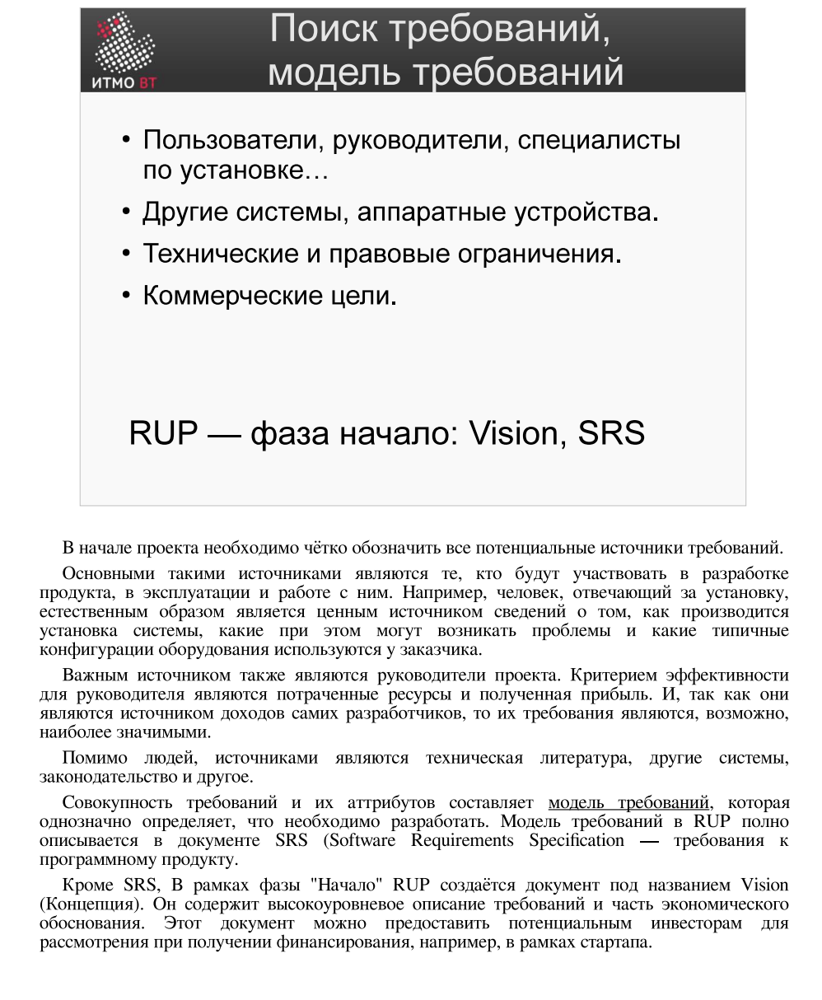 Поиск требований,
модель требований
ИТМО ВТ
• Пользователи, руководители, специалисты
по установке…
• Другие системы, аппаратные устройства.
• Технические и правовые ограничения.
• Коммерческие цели.
RUP — фаза начало: Vision, SRS
В начале проекта необходимо чётко обозначить все потенциальные источники требований.
Основными такими источниками являются те, кто будут участвовать в разработке
продукта, в эксплуатации и работе с ним. Например, человек, отвечающий за установку,
естественным образом является ценным источником сведений о том, как производится
установка системы, какие при этом могут возникать проблемы и какие типичные
конфигурации оборудования используются у заказчика.
Важным источником также являются руководители проекта. Критерием эффективности
для руководителя являются потраченные ресурсы и полученная прибыль. И, так как они
являются источником доходов самих разработчиков, то их требования являются, возможно,
наиболее значимыми.
Помимо людей, источниками являются техническая литература, другие системы,
законодательство и другое.
Совокупность требований и их аттрибутов составляет модель требований, которая
однозначно определяет, что необходимо разработать. Модель требований в RUP полно
описывается в документе SRS (Software Requirements Specification — требования к
программному продукту.
Кроме SRS, В рамках фазы "Начало" RUP создаётся документ под названием Vision
(Концепция). Он содержит высокоуровневое описание требований и часть экономического
обоснования. Этот документ можно предоставить потенциальным инвесторам для
рассмотрения при получении финансирования, например, в рамках стартапа.